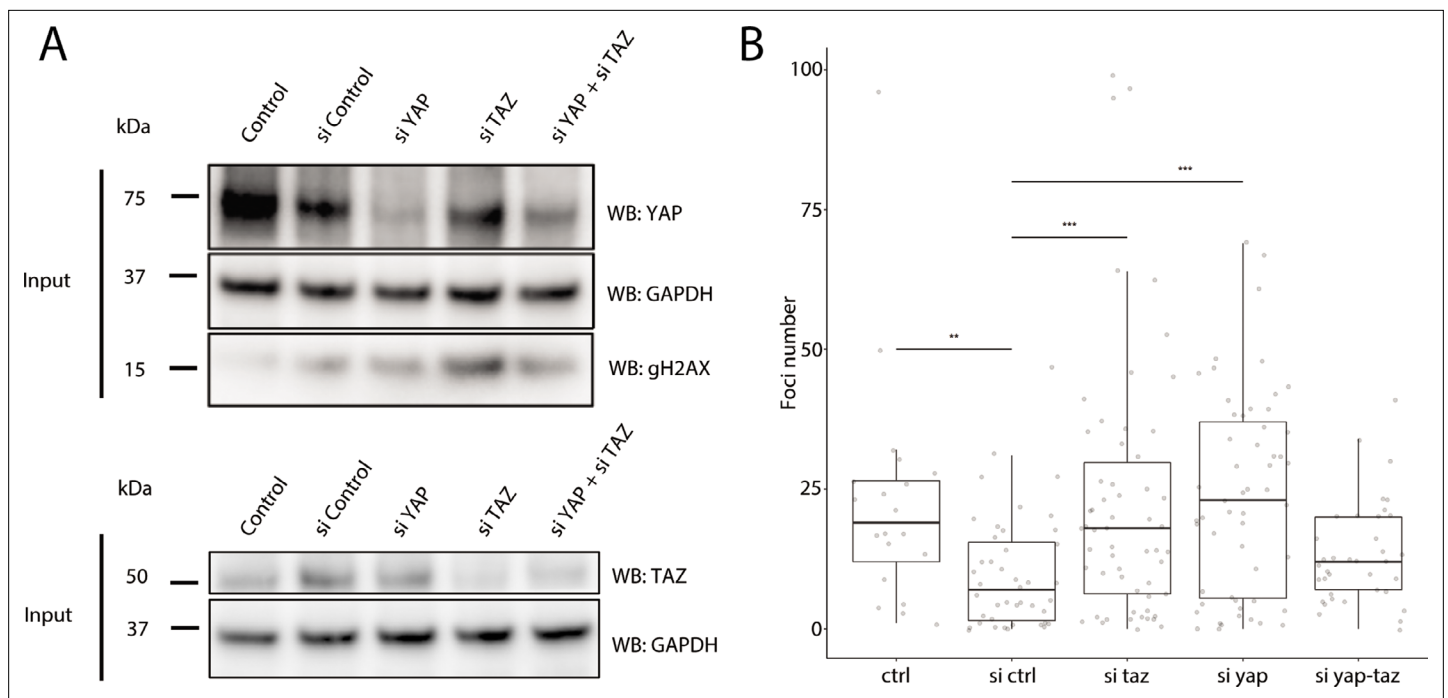 A
kDa
Control
si Control
si YAP
si TAZ
si YAP + si TAZ
75
WB: YAP
Input
37
WB: GAPDH
15
WB: gH2AX
kDa
Control
si Control
si YAP
si TAZ
si YAP + si TAZ
50
WB: TAZ
Input
37
WB: GAPDH
B
100
75
50
25
0
Foci number
***
***
**
ctrl
si ctrl
si taz
si yap
si yap-taz